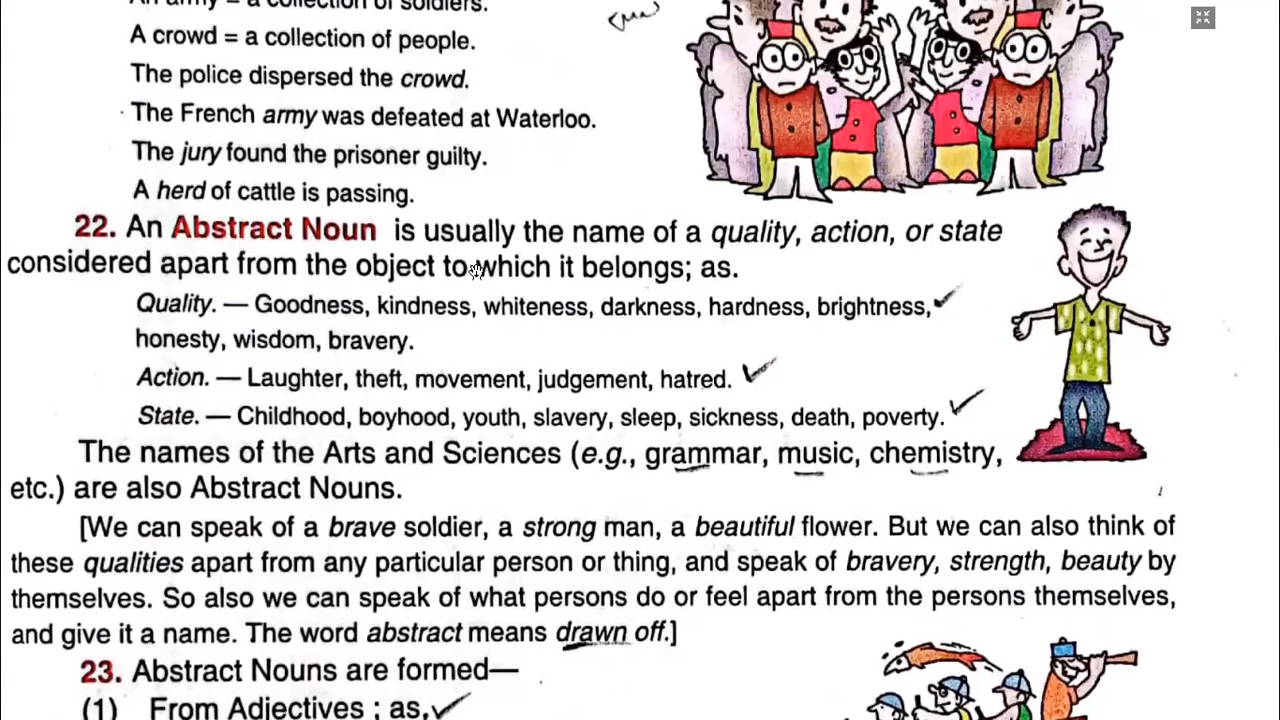 An army = a collection of soldiers.
A crowd = a collection of people.
The police dispersed the crowd.
The French army was defeated at Waterloo.
The jury found the prisoner guilty.
A herd of cattle is passing.
22. An Abstract Noun is usually the name of a quality, action, or state
considered apart from the object to which it belongs; as.
Quality. — Goodness, kindness, whiteness, darkness, hardness, brightness,
honesty, wisdom, bravery.
Action. — Laughter, theft, movement, judgement, hatred.
State. — Childhood, boyhood, youth, slavery, sleep, sickness, death, poverty.
The names of the Arts and Sciences (e.g., grammar, music, chemistry,
etc.) are also Abstract Nouns.
[We can speak of a brave soldier, a strong man, a beautiful flower. But we can also think of
these qualities apart from any particular person or thing, and speak of bravery, strength, beauty by
themselves. So also we can speak of what persons do or feel apart from the persons themselves,
and give it a name. The word abstract means drawn off.]
23. Abstract Nouns are formed—
(1) From Adjectives ; as,